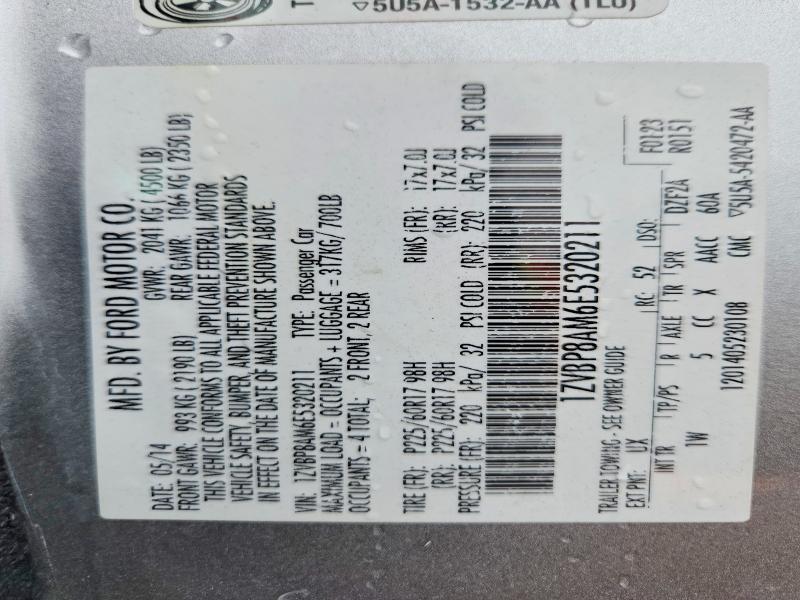 5U5A-1532-AA (TE0)
MFD. BY FORD MOTOR CO.
DATE: 05/14 GVWR: 2041 KG ( 4500 LB)
FRONT GAWR: 993 KG ( 2190 LB) REAR GAWR: 1066 KG ( 2350 LB)
THIS VEHICLE CONFORMS TO ALL APPLICABLE FEDERAL MOTOR
VEHICLE SAFETY, BUMPER, AND THEFT PREVENTION STANDARDS
IN EFFECT ON THE DATE OF MANUFACTURE SHOWN ABOVE.
VIN: 1ZVBP8AM6E5320211 TYPE: Passenger Car
MAXIMUM LOAD = OCCUPANTS + LUGGAGE = 317KG/700LB
OCCUPANTS = 4 TOTAL; 2 FRONT, 2 REAR
TIRE (FR): P225/60R17 98H RIMS (FR): 17x7.0J
(RR): P225/60R17 98H (RR): 17x7.0J
PRESSURE (FR): 220 kPa/ 32 PSI COLD (RR): 220 kPa/ 32 PSI COLD
1ZVBP8AM6E5320211
TRAILER TOWING - SEE OWNER GUIDE
F0123
R0151
EXT PNT: UX RC: 52 DSO:
INT TR TP/PS R AXLE TR SPR DZF2A
1W 5 CC X AACC 60A
1201405230108 CMC ▽5U5A-5420472-AA